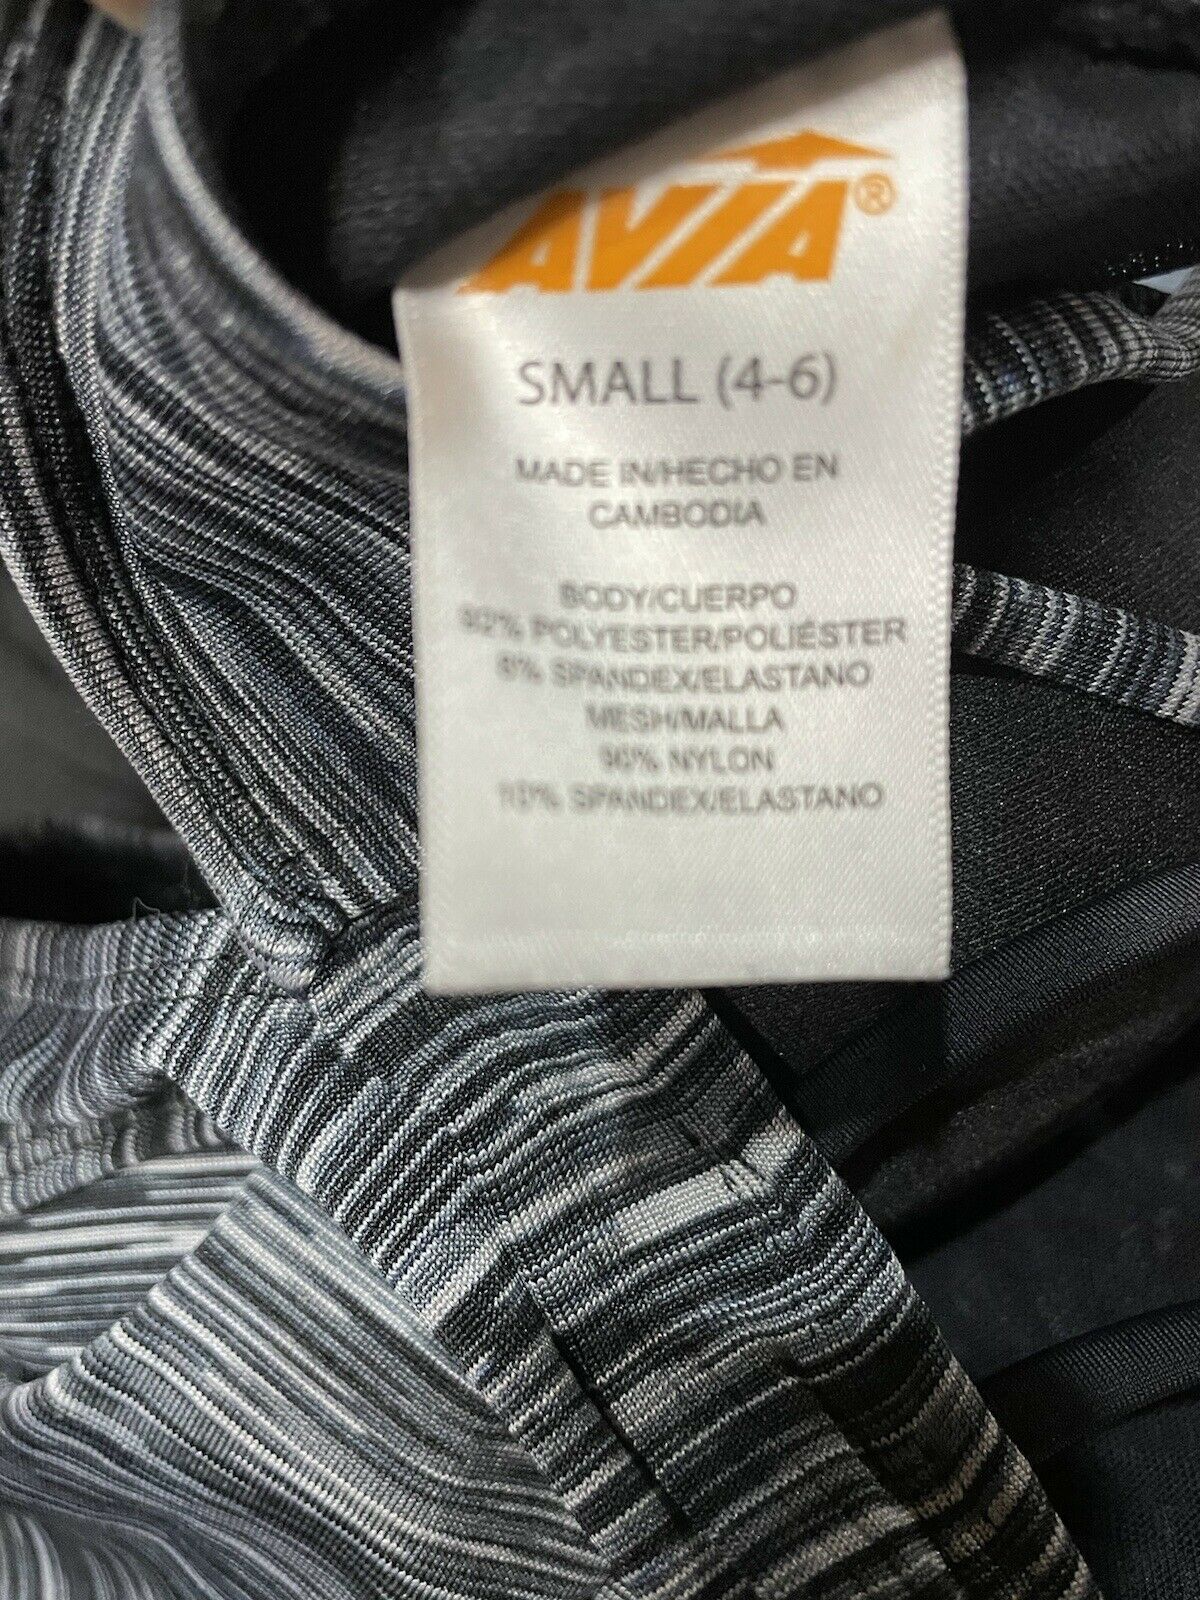 AVIA®
SMALL (4-6)
MADE IN/HECHO EN
CAMBODIA
BODY/CUERPO
92% POLYESTER/POLIÉSTER
8% SPANDEX/ELASTANO
MESH/MALLA
90% NYLON
10% SPANDEX/ELASTANO